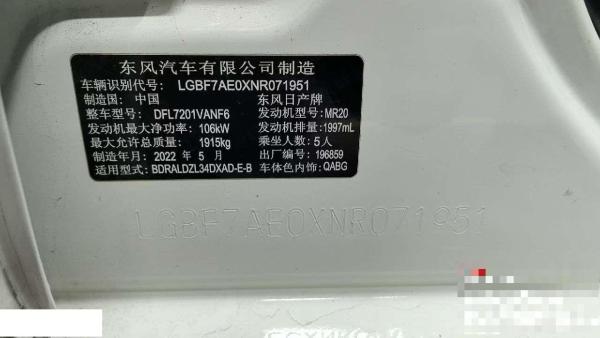 东风汽车有限公司制造
车辆识别代号: LGBF7AE0XNR071951
制造国: 中国 东风日产牌
整车型号: DFL7201VANF6 发动机型号: MR20
发动机最大净功率: 106kW 发动机排量: 1997mL
最大允许总质量: 1915kg 乘坐人数: 5人
制造年月: 2022 年 5 月 出厂编号: 196859
适用型式: BDRALDZL34DXAD-E-B 车体色内饰: QABG
LGBF7AE0XNR071951